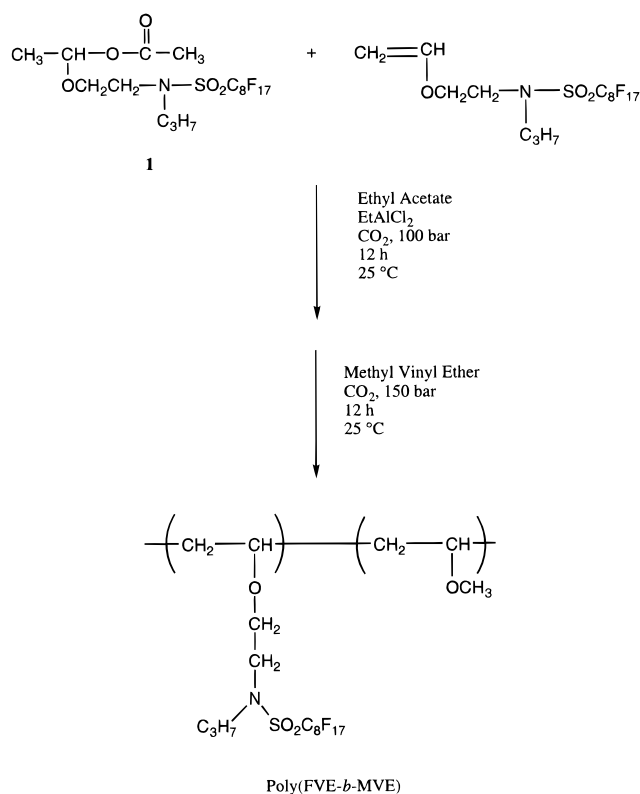 O
CH₃—CH—O—C—CH₃ + CH₂=CH
OCH₂CH₂—N—SO₂C₈F₁₇ OCH₂CH₂—N—SO₂C₈F₁₇
C₃H₇ C₃H₇
1
Ethyl Acetate
EtAlCl₂
CO₂, 100 bar
12 h
25 °C
Methyl Vinyl Ether
CO₂, 150 bar
12 h
25 °C
CH₂—CH CH₂—CH
O OCH₃
CH₂
CH₂
N
C₃H₇ SO₂C₈F₁₇
Poly(FVE-b-MVE)